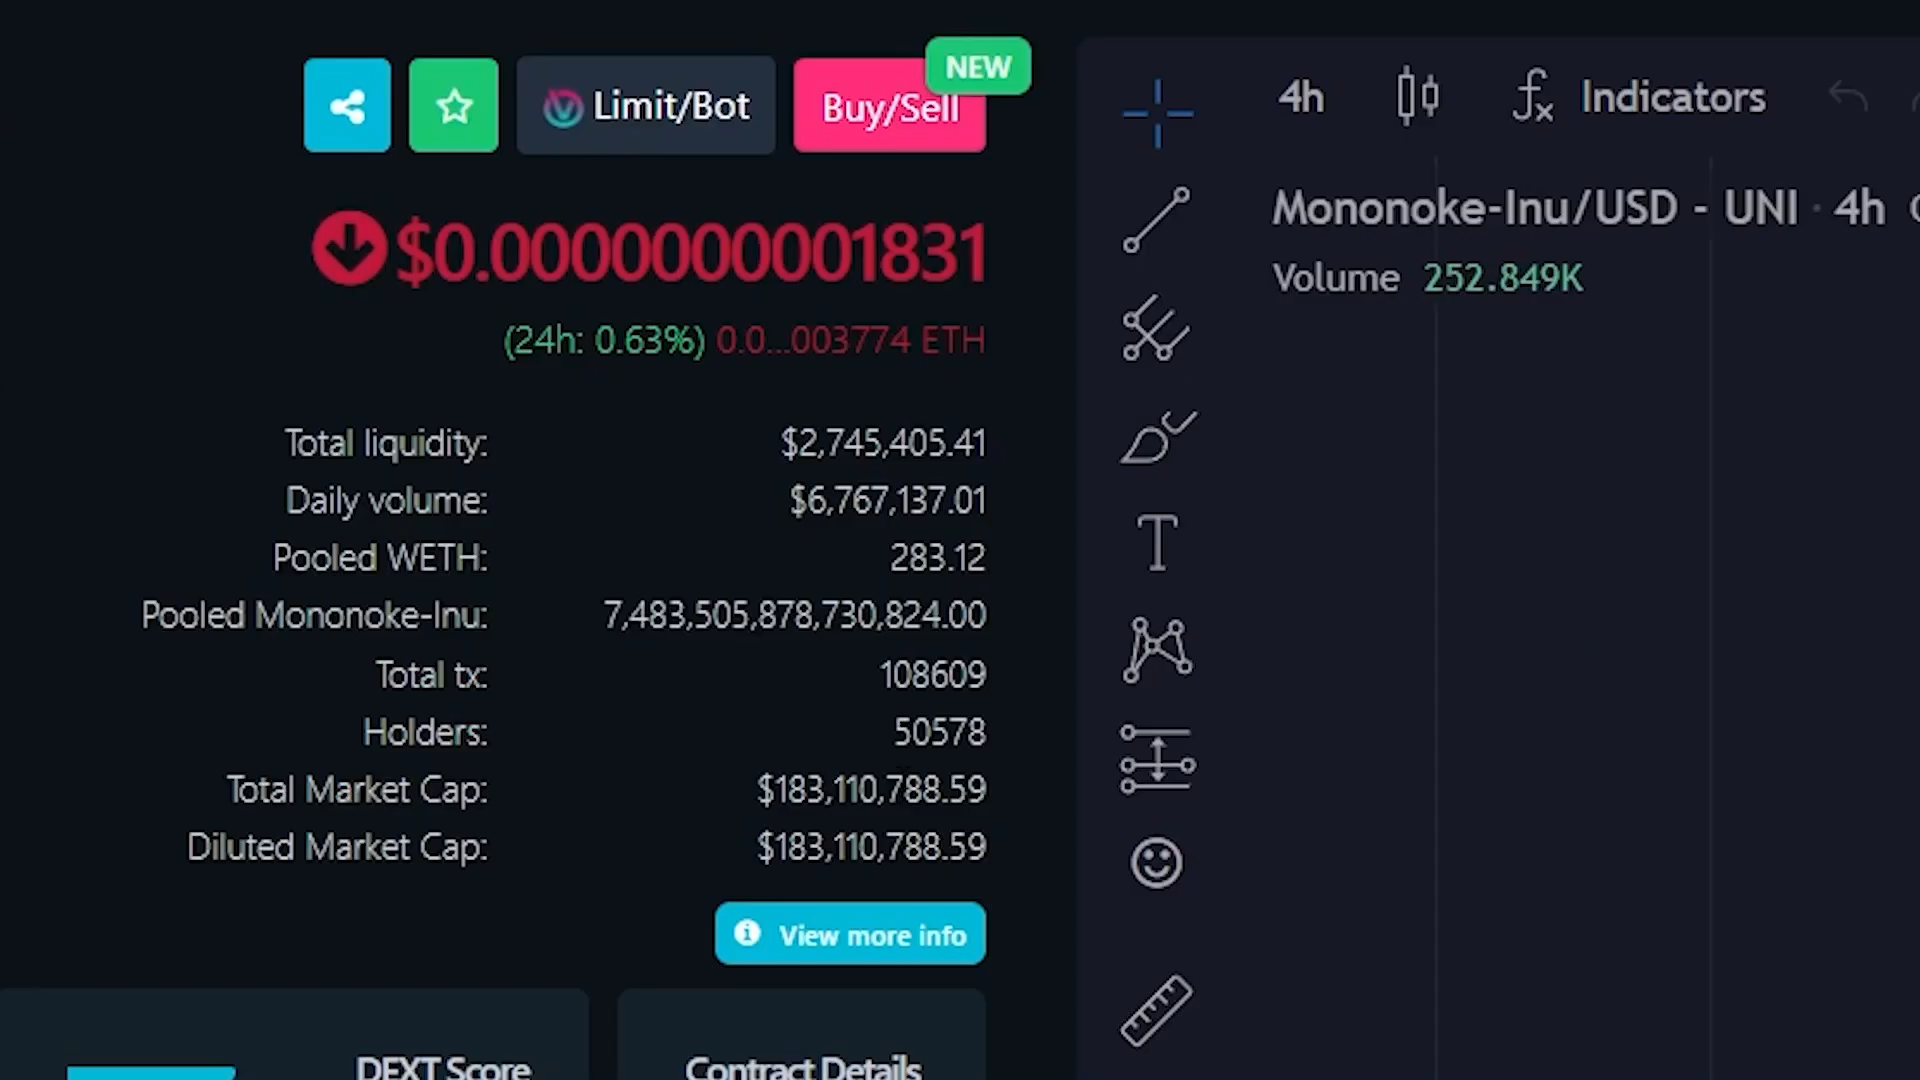 NEW
Limit/Bot
Buy/Sell
$0.0000000001831
(24h: 0.63%) 0.0...003774 ETH
Total liquidity: $2,745,405.41
Daily volume: $6,767,137.01
Pooled WETH: 283.12
Pooled Mononoke-Inu: 7,483,505,878,730,824.00
Total tx: 108609
Holders: 50578
Total Market Cap: $183,110,788.59
Diluted Market Cap: $183,110,788.59
View more info
DEXT Score
Contract Details
4h
Indicators
Mononoke-Inu/USD - UNI · 4h
Volume 252.849K